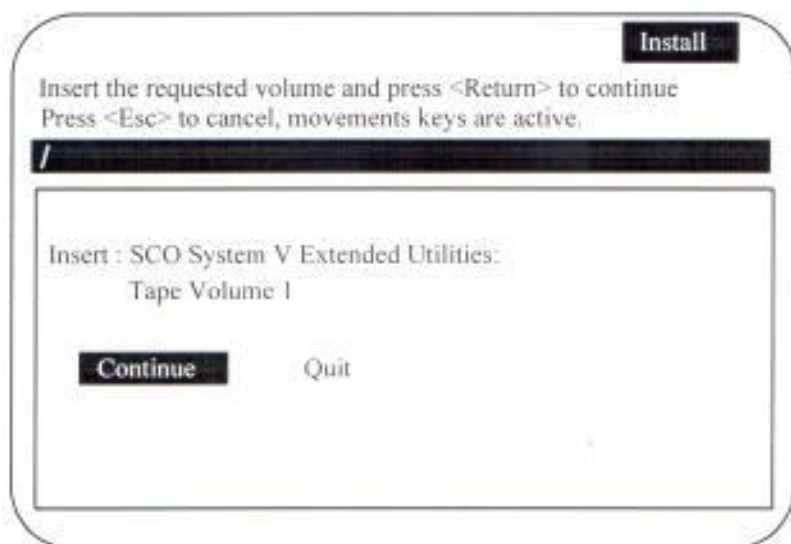 Install
Insert the requested volume and press <Return> to continue
Press <Esc> to cancel, movements keys are active.
/
Insert : SCO System V Extended Utilities:
Tape Volume 1
Continue Quit